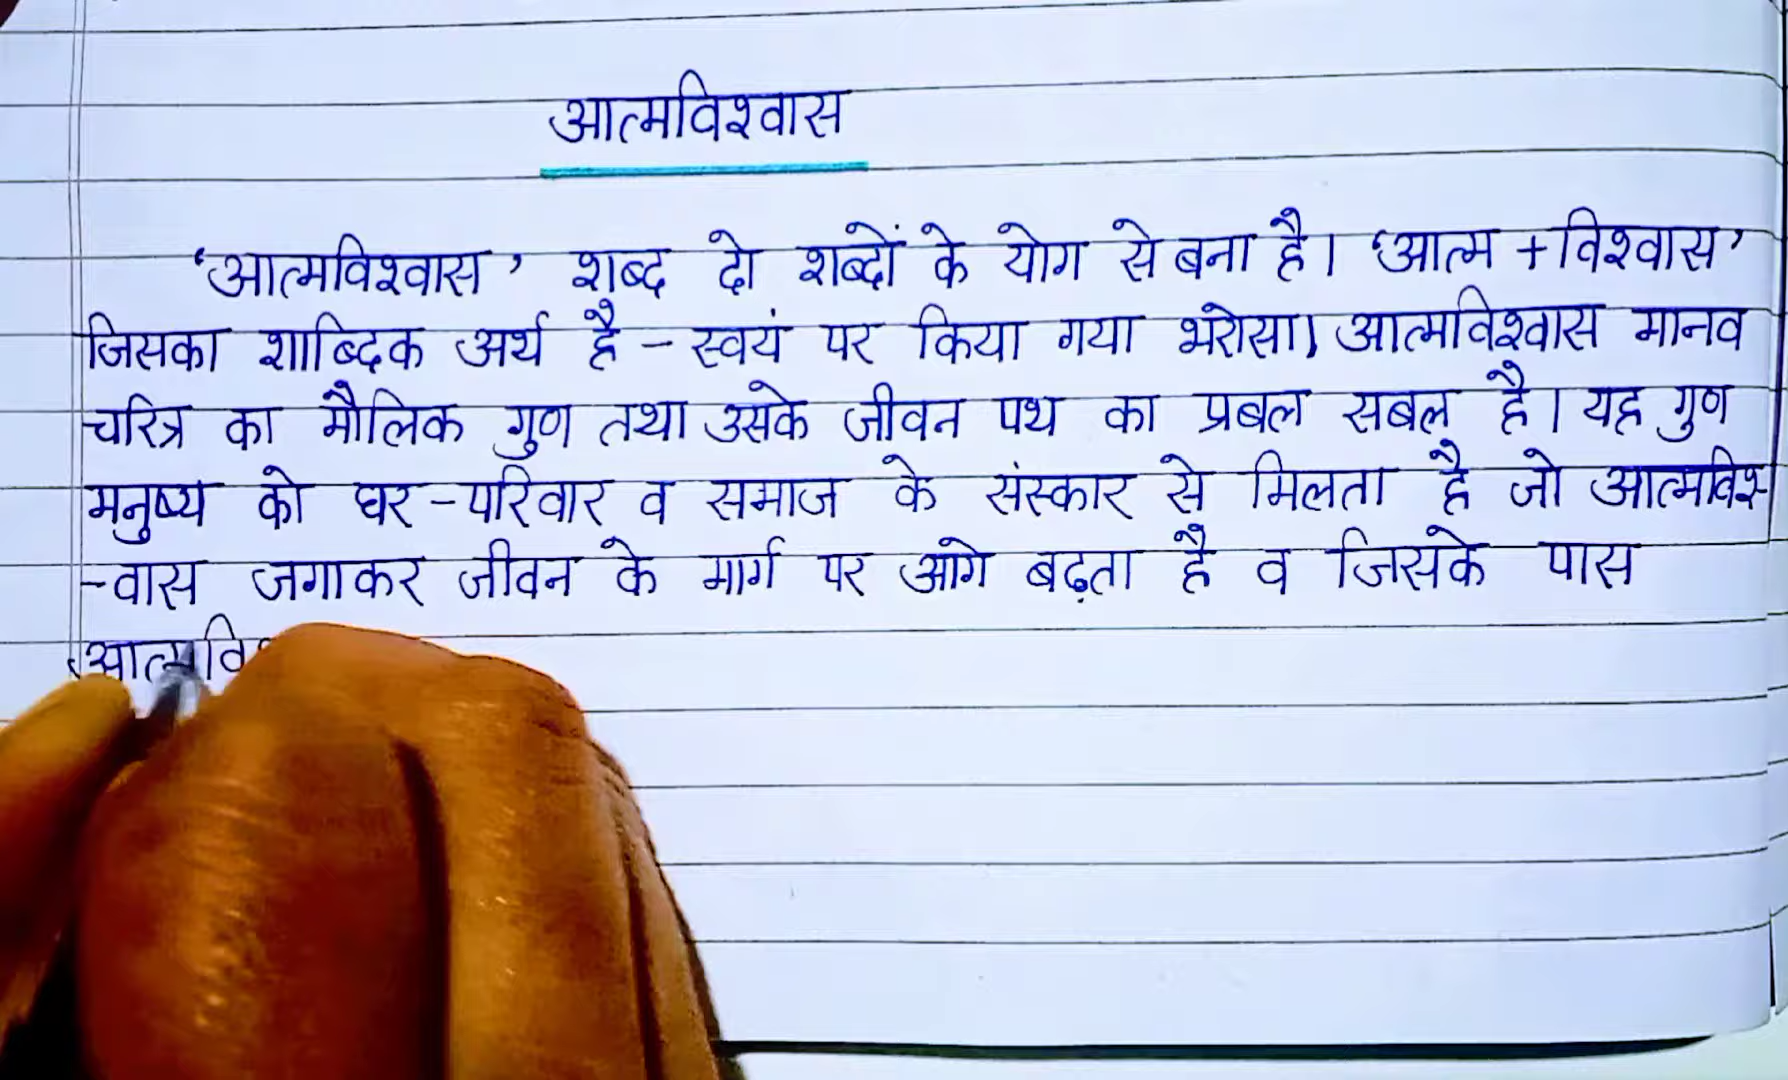 आत्मविश्वास
'आत्मविश्वास' शब्द दो शब्दों के योग से बना है। 'आत्म + विश्वास'
जिसका शाब्दिक अर्थ है - स्वयं पर किया गया भरोसा। आत्मविश्वास मानव
चरित्र का मौलिक गुण तथा उसके जीवन पथ का प्रबल सबल है। यह गुण
मनुष्य को घर-परिवार व समाज के संस्कार से मिलता है जो आत्मविश
-वास जगाकर जीवन के मार्ग पर आगे बढ़ता है व जिसके पास